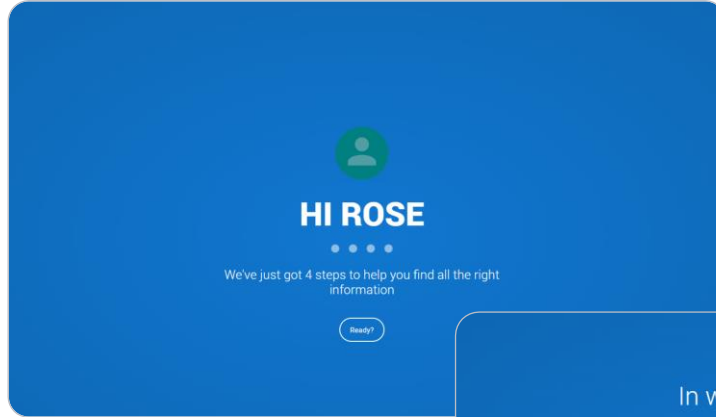 HI ROSE
We've just got 4 steps to help you find all the right
information
Ready?
In